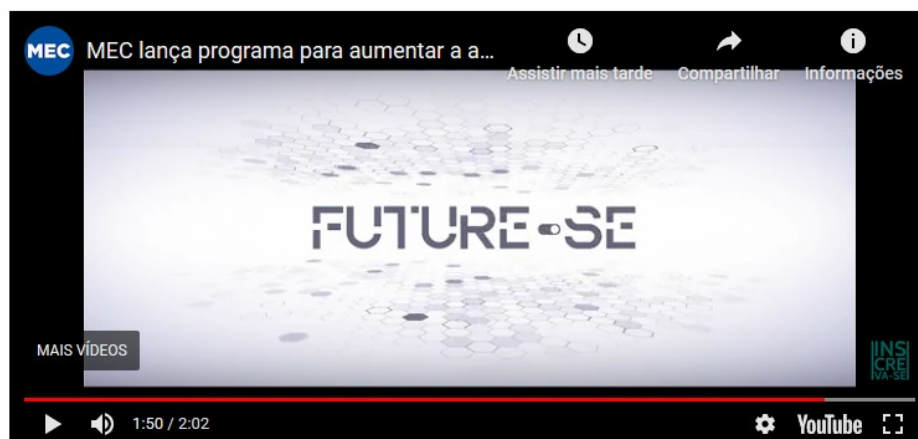 MEC
MEC lança programa para aumentar a a...
Assistir mais tarde
Compartilhar
Informações
FUTURE-SE
MAIS VÍDEOS
INS
CRE
VA-SE
1:50 / 2:02
YouTube